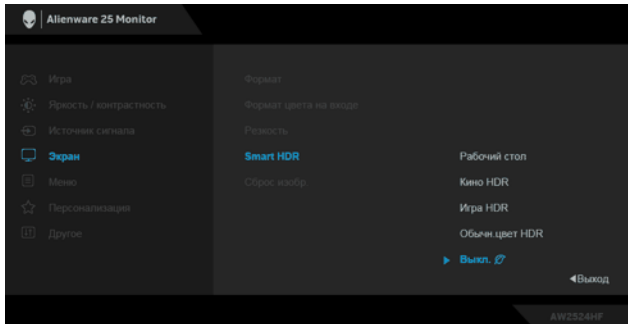 Alienware 25 Monitor
Игра
Яркость / контрастность
Источник сигнала
Экран
Меню
Персонализация
Другое
Формат
Формат цвета на входе
Резкость
Smart HDR
Сброс изобр.
Рабочий стол
Кино HDR
Игра HDR
Обычн.цвет HDR
Выкл.
Выход
AW2524HF